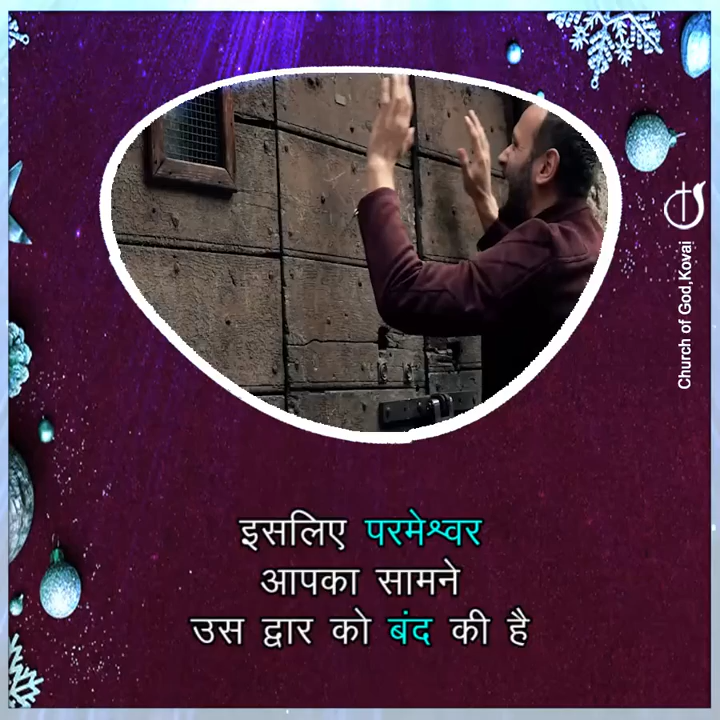 Church of God,Kovai
इसलिए परमेश्वर
आपका सामने
उस द्वार को बंद की है